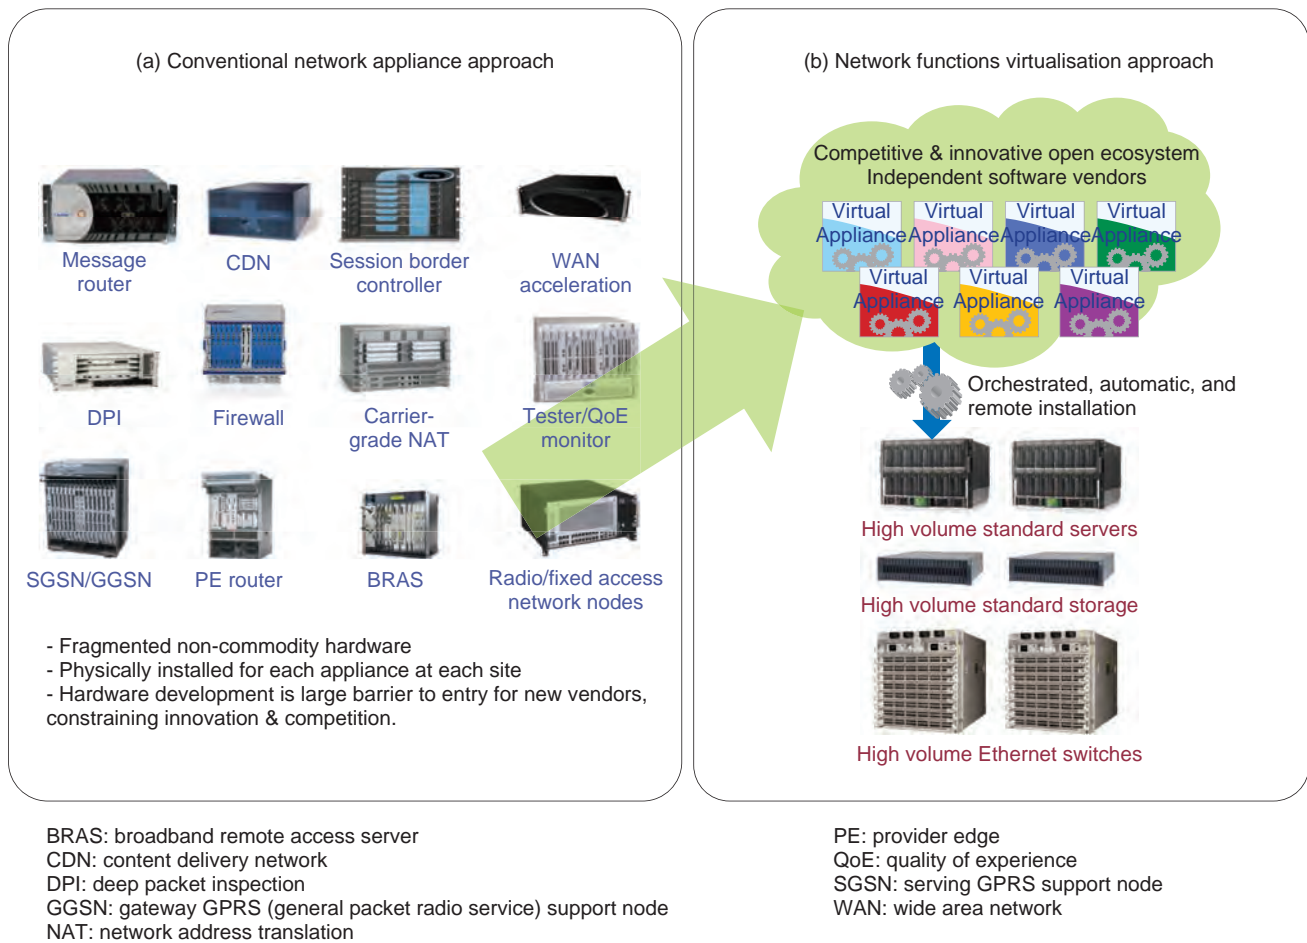 (a) Conventional network appliance approach
Message
router
CDN
Session border
controller
WAN
acceleration
DPI
Firewall
Carrier-
grade NAT
Tester/QoE
monitor
SGSN/GGSN
PE router
BRAS
Radio/fixed access
network nodes
- Fragmented non-commodity hardware
- Physically installed for each appliance at each site
- Hardware development is large barrier to entry for new vendors,
constraining innovation & competition.
(b) Network functions virtualisation approach
Competitive & innovative open ecosystem
Independent software vendors
Virtual
Appliance
Virtual
Appliance
Virtual
Appliance
Virtual
Appliance
Virtual
Appliance
Virtual
Appliance
Virtual
Appliance
Orchestrated, automatic, and
remote installation
High volume standard servers
High volume standard storage
High volume Ethernet switches
BRAS: broadband remote access server
CDN: content delivery network
DPI: deep packet inspection
GGSN: gateway GPRS (general packet radio service) support node
NAT: network address translation
PE: provider edge
QoE: quality of experience
SGSN: serving GPRS support node
WAN: wide area network